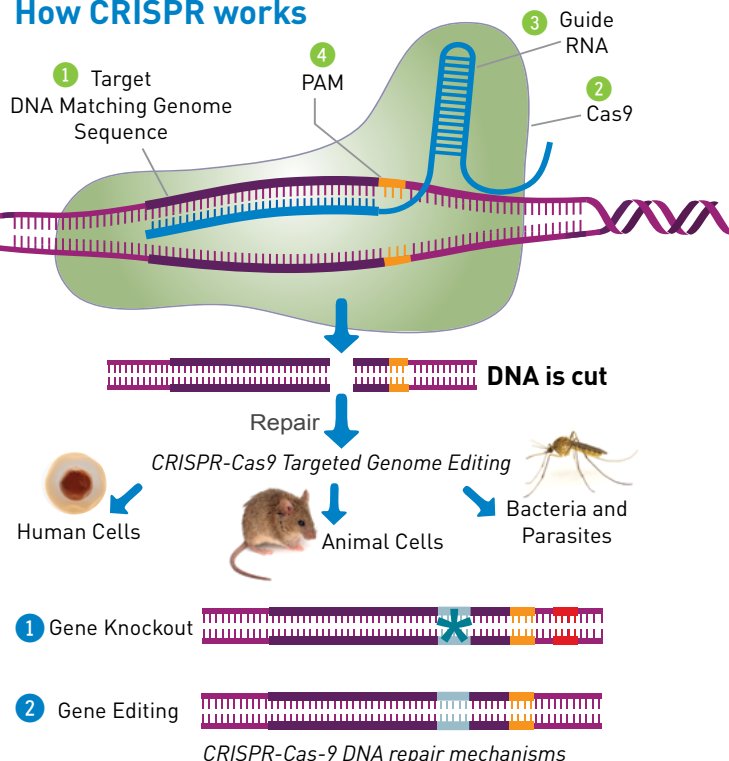 How CRISPR works
1 Target
DNA Matching Genome
Sequence
4
PAM
3 Guide
RNA
2
Cas9
DNA is cut
Repair
CRISPR-Cas9 Targeted Genome Editing
Human Cells
Animal Cells
Bacteria and
Parasites
1 Gene Knockout
*
2 Gene Editing
CRISPR-Cas-9 DNA repair mechanisms